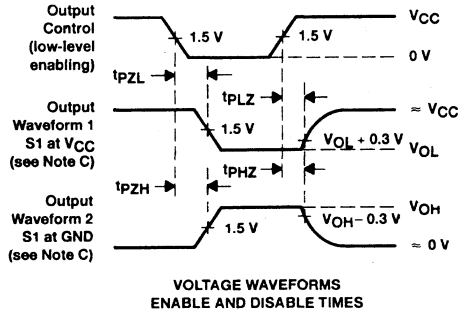 Output
Control
(low-level
enabling)
1.5 V
1.5 V
VCC
0 V
tPZL
tPLZ
Output
Waveform 1
S1 at VCC
(see Note C)
1.5 V
VOL + 0.3 V
≈ VCC
VOL
tPZH
tPHZ
Output
Waveform 2
S1 at GND
(see Note C)
1.5 V
VOH − 0.3 V
VOH
≈ 0 V
VOLTAGE WAVEFORMS
ENABLE AND DISABLE TIMES